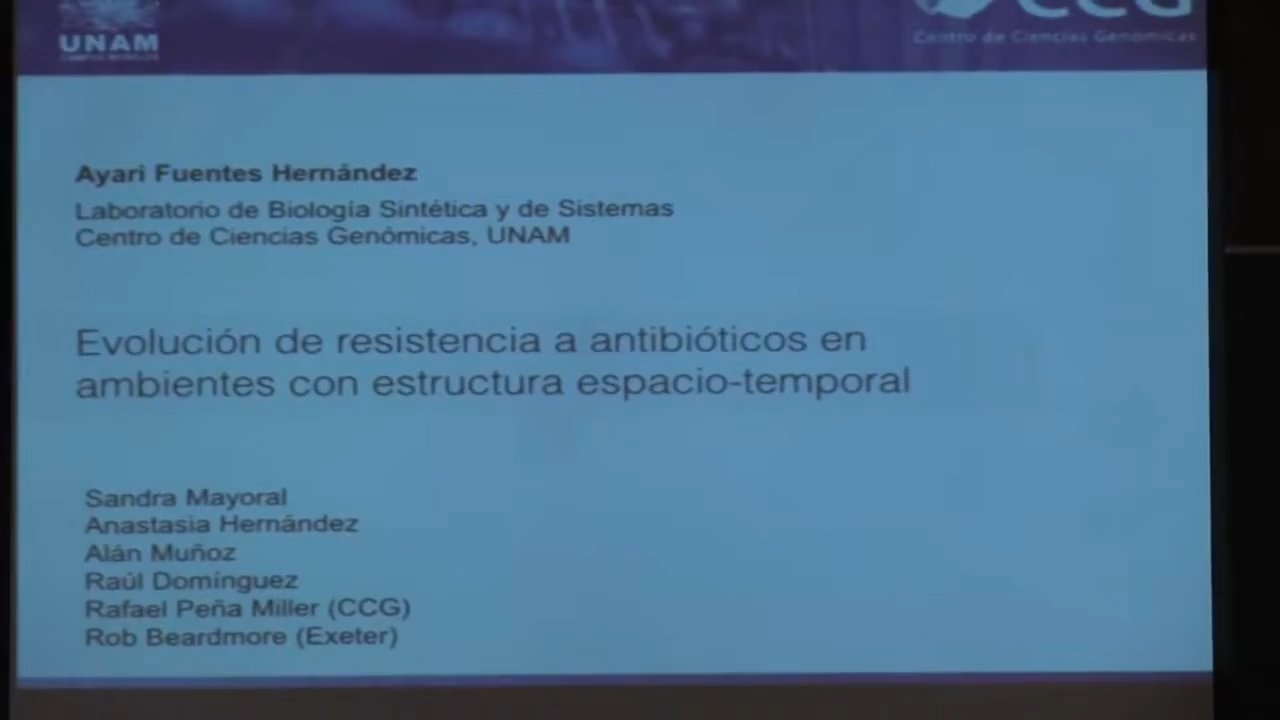 UNAM
CCG
Centro de Ciencias Genómicas
Ayari Fuentes Hernández
Laboratorio de Biología Sintética y de Sistemas
Centro de Ciencias Genómicas, UNAM
Evolución de resistencia a antibióticos en
ambientes con estructura espacio-temporal
Sandra Mayoral
Anastasia Hernández
Alán Muñoz
Raúl Domínguez
Rafael Peña Miller (CCG)
Rob Beardmore (Exeter)